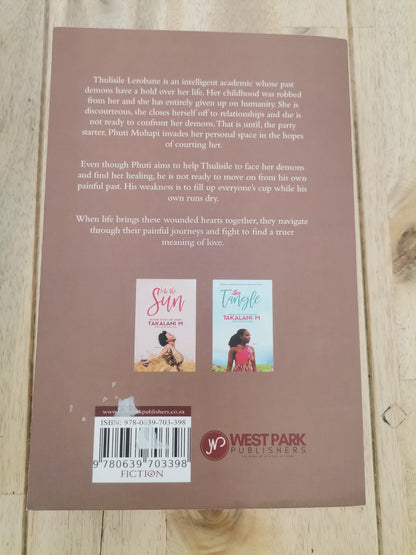 Thulisile Lerobane is an intelligent academic whose past
demons have a hold over her life. Her childhood was robbed
from her and she has entirely given up on humanity. She is
discourteous, she closes herself off to relationships and she is
not ready to confront her demons. That is until, the party
starter, Phuti Mohapi invades her personal space in the hopes
of courting her.
Even though Phuti aims to help Thulisile to face her demons
and find her healing, he is not ready to move on from his own
painful past. His weakness is to fill up everyone's cup while his
own runs dry.
When life brings these wounded hearts together, they navigate
through their painful journeys and fight to find a truer
meaning of love.
Sun
TAKALANI M
Tangle
TAKALANI M
kpublishers.co.za
ISBN: 978-0639-703-398
9 780639 703398
FICTION
WEST PARK
PUBLISHERS